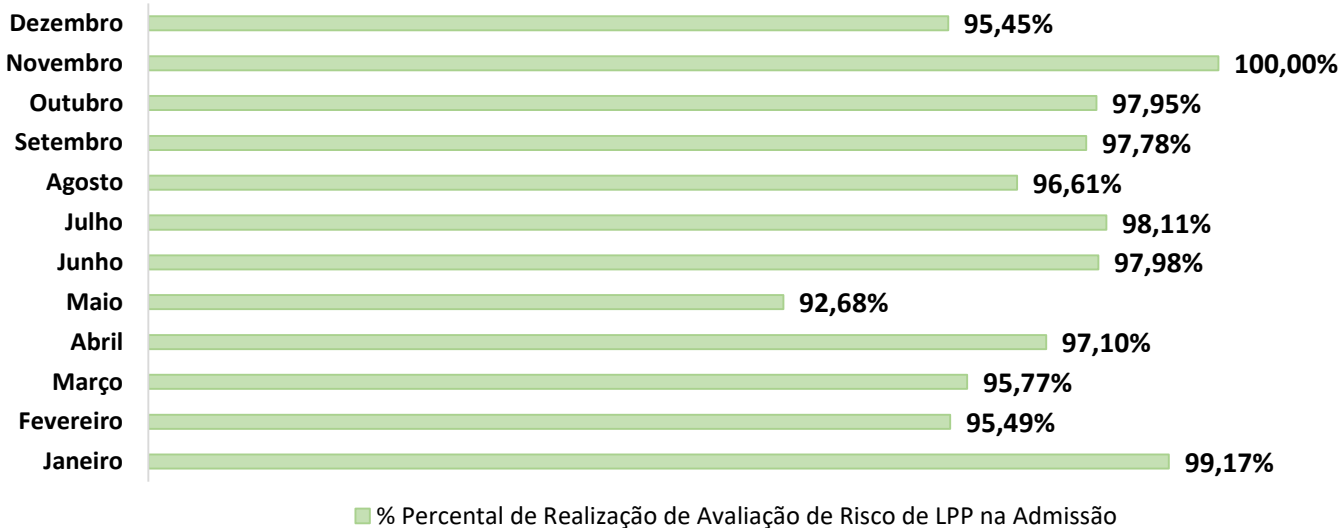 Dezembro 95,45%
Novembro 100,00%
Outubro 97,95%
Setembro 97,78%
Agosto 96,61%
Julho 98,11%
Junho 97,98%
Maio 92,68%
Abril 97,10%
Março 95,77%
Fevereiro 95,49%
Janeiro 99,17%
% Percental de Realização de Avaliação de Risco de LPP na Admissão